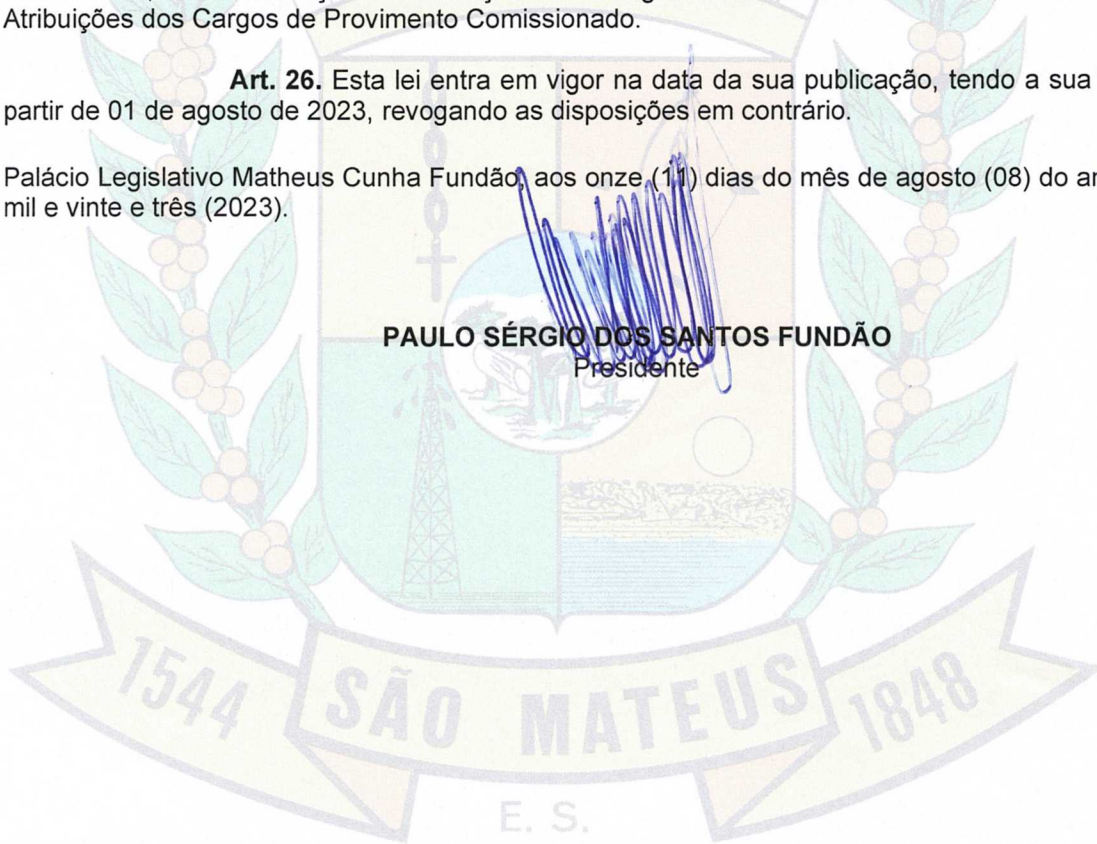 Atribuições dos Cargos de Provimento Comissionado.
Art. 26. Esta lei entra em vigor na data da sua publicação, tendo a sua
partir de 01 de agosto de 2023, revogando as disposições em contrário.
Palácio Legislativo Matheus Cunha Fundão, aos onze (11) dias do mês de agosto (08) do
mil e vinte e três (2023).
PAULO SÉRGIO DOS SANTOS FUNDÃO
Presidente
1544 SÃO MATEUS 1848
E. S.